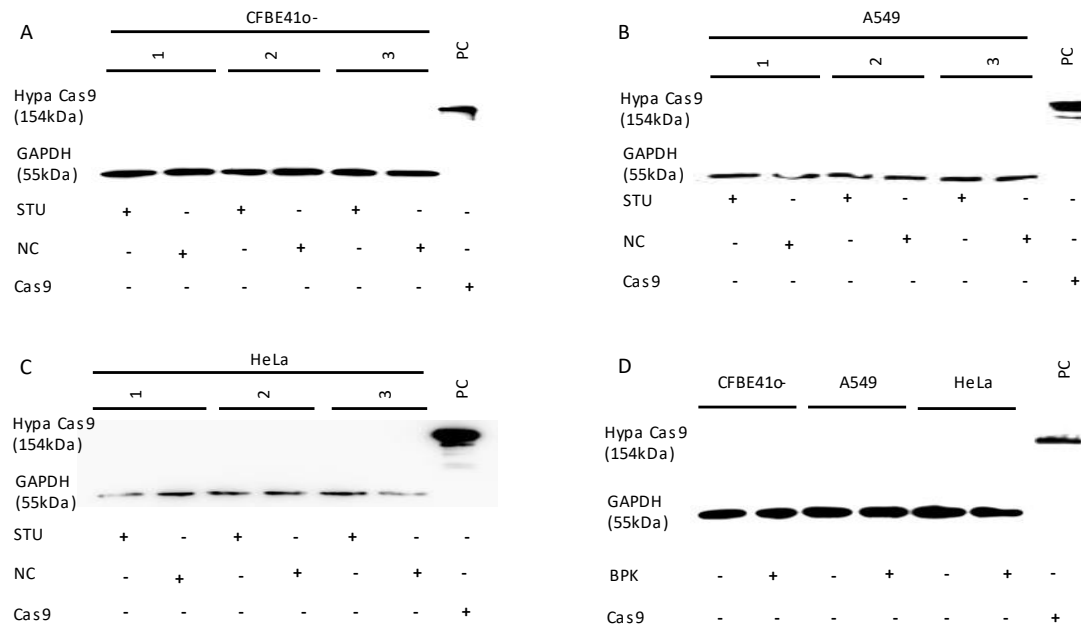 A
CFBE41o-
1 2 3 PC
Hypa Cas9
(154kDa)
GAPDH
(55kDa)
STU + - + - + - -
NC - + - + - + -
Cas9 - - - - - - +
B
A549
1 2 3 PC
Hypa Cas9
(154kDa)
GAPDH
(55kDa)
STU + - + - + - -
NC - + - + - + -
Cas9 - - - - - - +
C
HeLa
1 2 3 PC
Hypa Cas9
(154kDa)
GAPDH
(55kDa)
STU + - + - + - -
NC - + - + - + -
Cas9 - - - - - - +
D
CFBE41o- A549 HeLa PC
Hypa Cas9
(154kDa)
GAPDH
(55kDa)
BPK - + - + - + -
Cas9 - - - - - - +